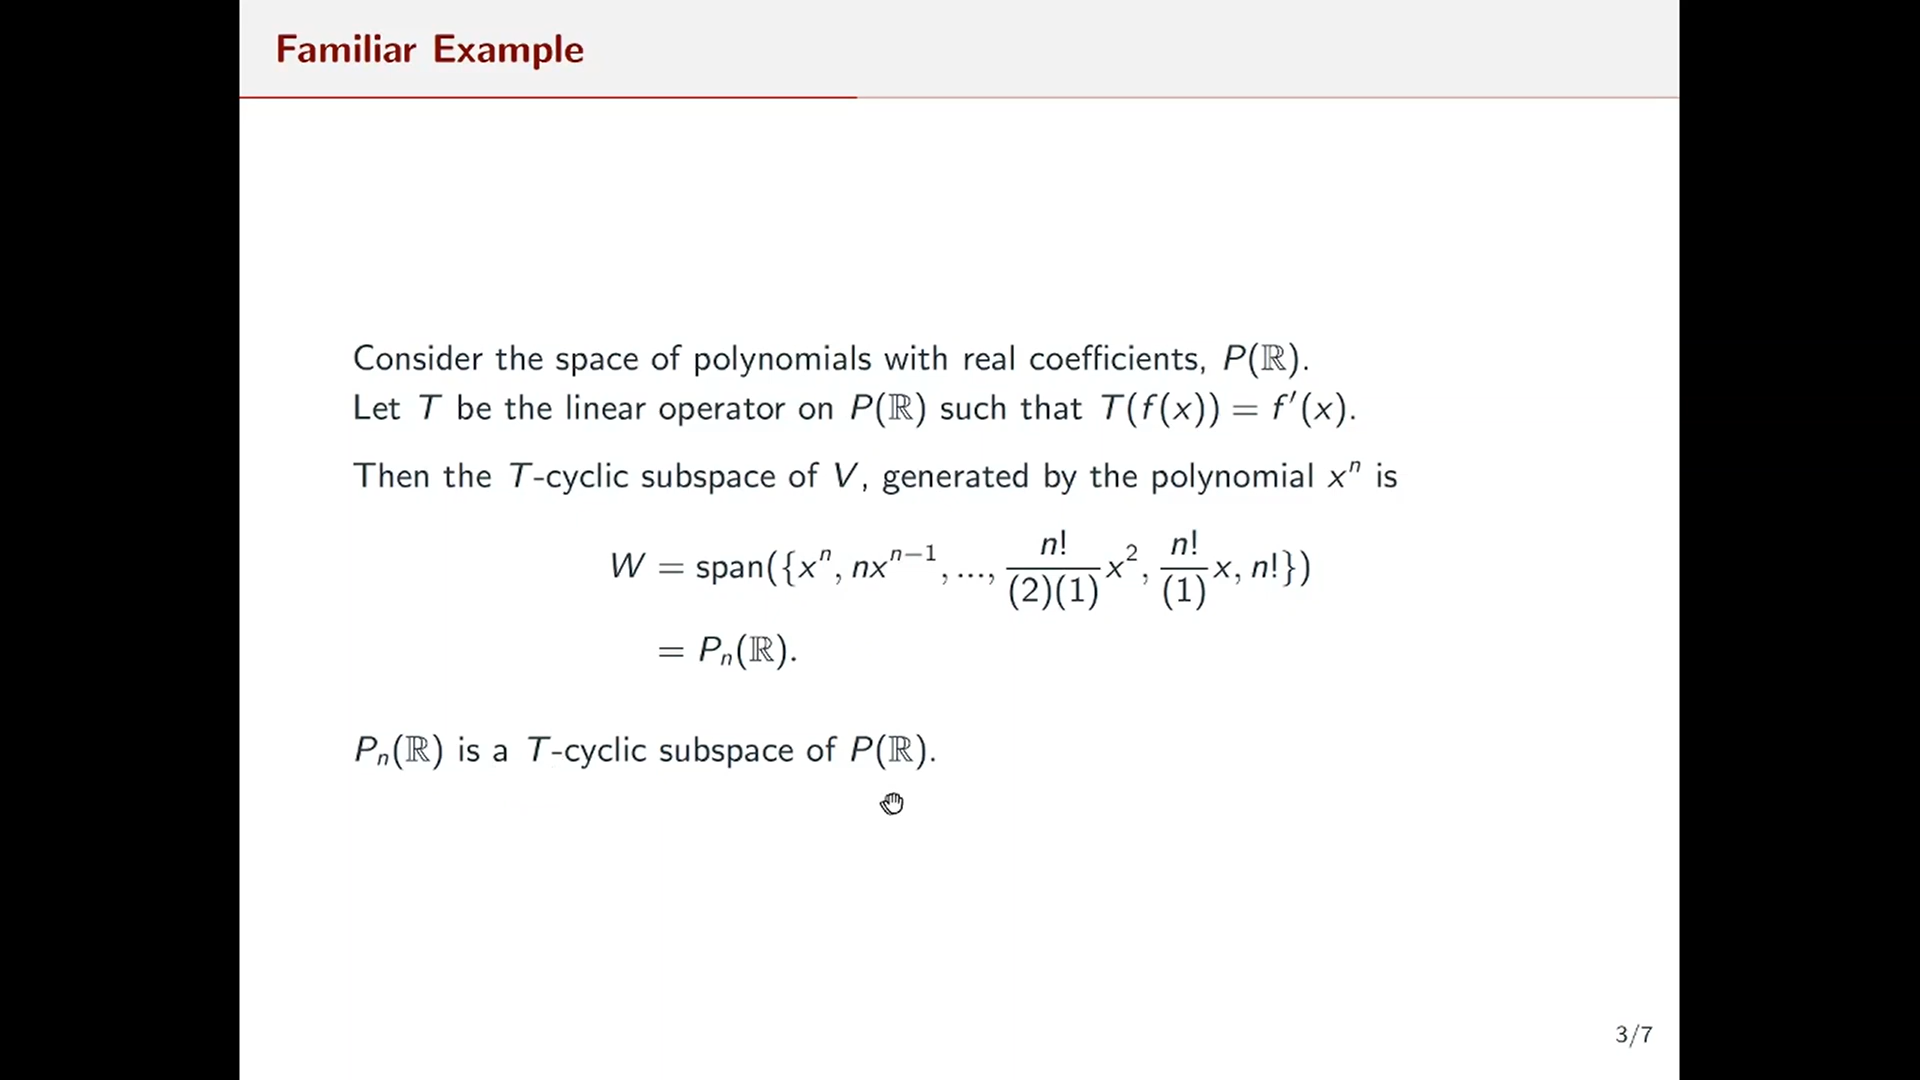 Familiar Example
Consider the space of polynomials with real coefficients, P(ℝ).
Let T be the linear operator on P(ℝ) such that T(f(x)) = f′(x).
Then the T-cyclic subspace of V, generated by the polynomial xⁿ is
W = span({xⁿ, nxⁿ⁻¹, ..., n!/(2)(1) x², n!/(1) x, n!})
= Pₙ(ℝ).
Pₙ(ℝ) is a T-cyclic subspace of P(ℝ).
3/7